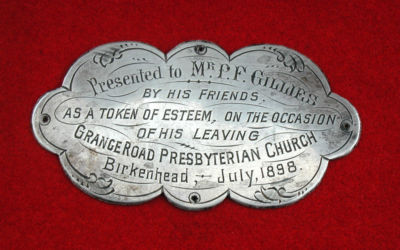 Presented to Mr. P. F. GILLIES
BY HIS FRIENDS.
AS A TOKEN OF ESTEEM, ON THE OCCASION
OF HIS LEAVING
GRANGE ROAD PRESBYTERIAN CHURCH
Birkenhead, — July, 1898.